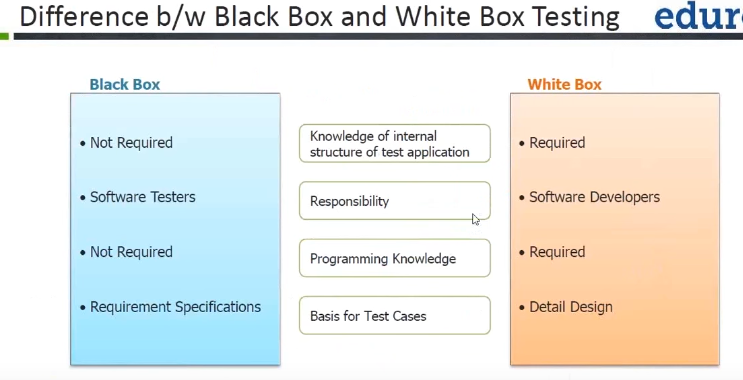 Difference b/w Black Box and White Box Testing
Black Box
White Box
• Not Required
Knowledge of internal
structure of test application
• Required
• Software Testers
Responsibility
• Software Developers
• Not Required
Programming Knowledge
• Required
• Requirement Specifications
Basis for Test Cases
• Detail Design